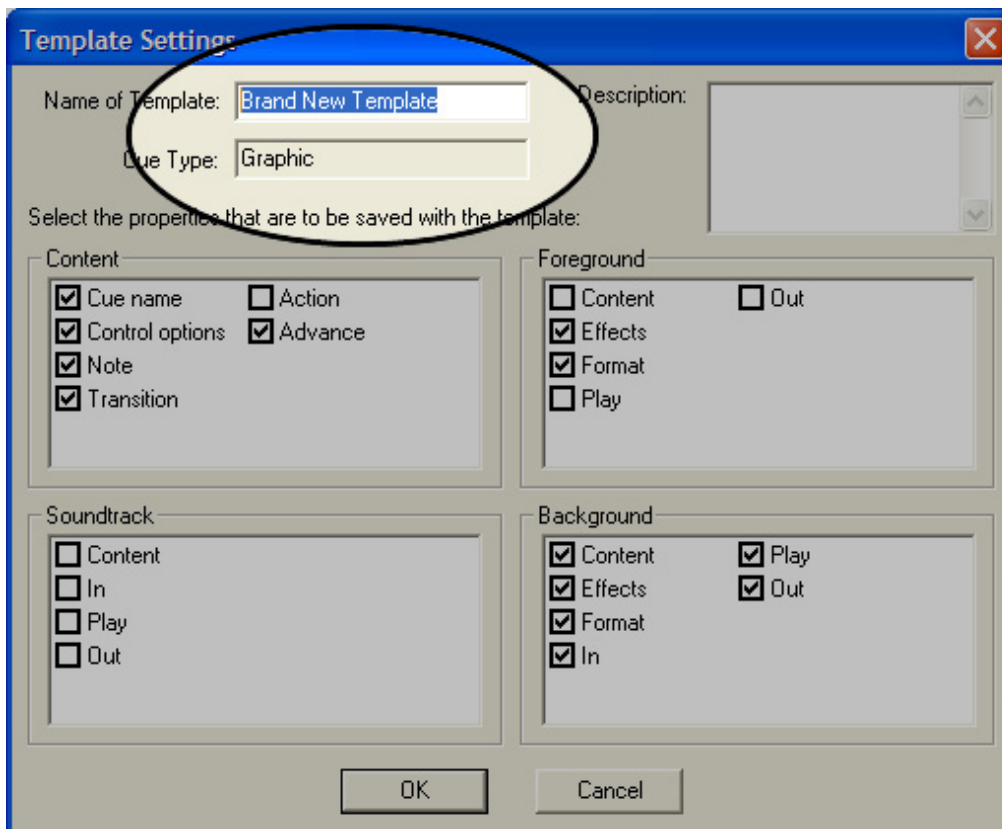 Template Settings
Name of Template: Brand New Template
Description:
Cue Type: Graphic
Select the properties that are to be saved with the template:
Content
Cue name
Action
Control options
Advance
Note
Transition
Foreground
Content
Out
Effects
Format
Play
Soundtrack
Content
In
Play
Out
Background
Content
Play
Effects
Out
Format
In
OK
Cancel